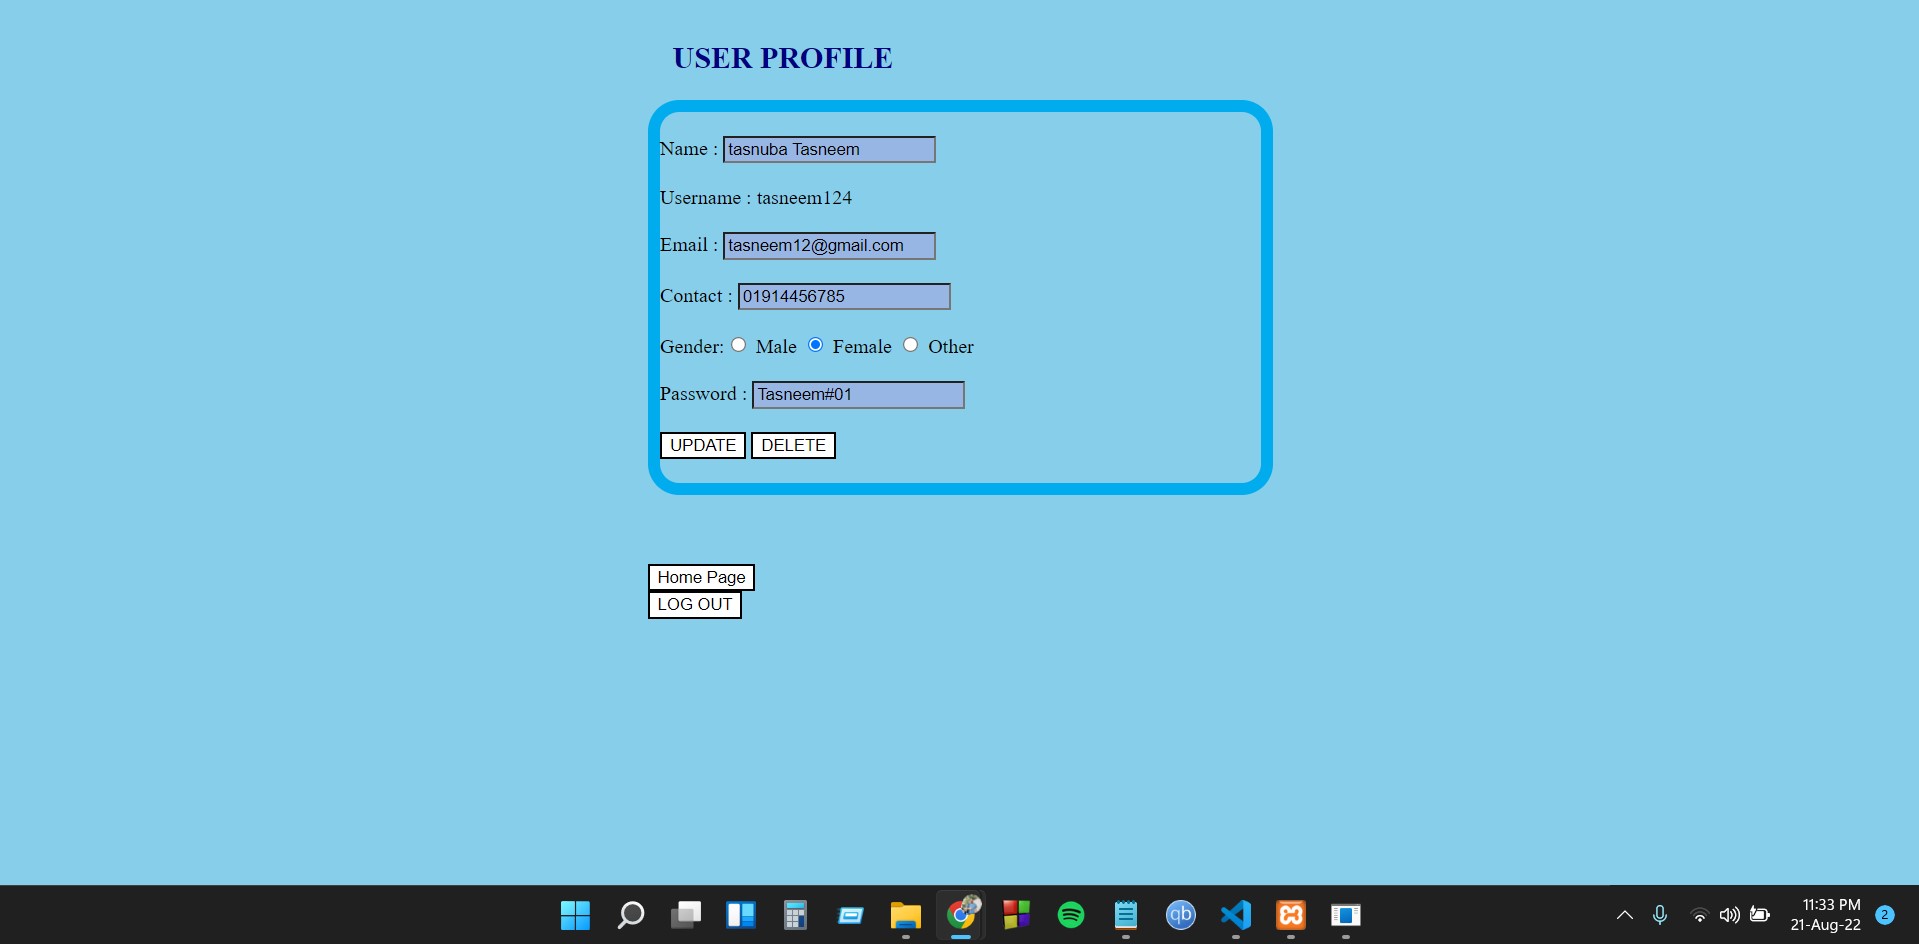 USER PROFILE
Name : tasnuba Tasneem
Username : tasneem124
Email : tasneem12@gmail.com
Contact : 01914456785
Gender: Male Female Other
Password : Tasneem#01
UPDATE DELETE
Home Page
LOG OUT
qb
11:33 PM
21-Aug-22
2